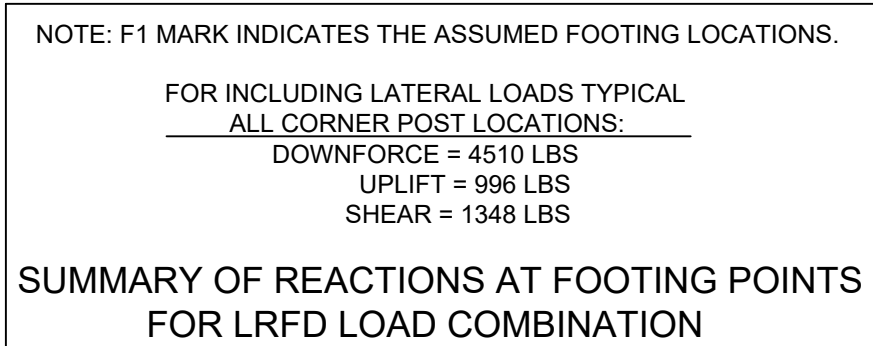 NOTE: F1 MARK INDICATES THE ASSUMED FOOTING LOCATIONS.
FOR INCLUDING LATERAL LOADS TYPICAL
ALL CORNER POST LOCATIONS:
DOWNFORCE = 4510 LBS
UPLIFT = 996 LBS
SHEAR = 1348 LBS
SUMMARY OF REACTIONS AT FOOTING POINTS
FOR LRFD LOAD COMBINATION